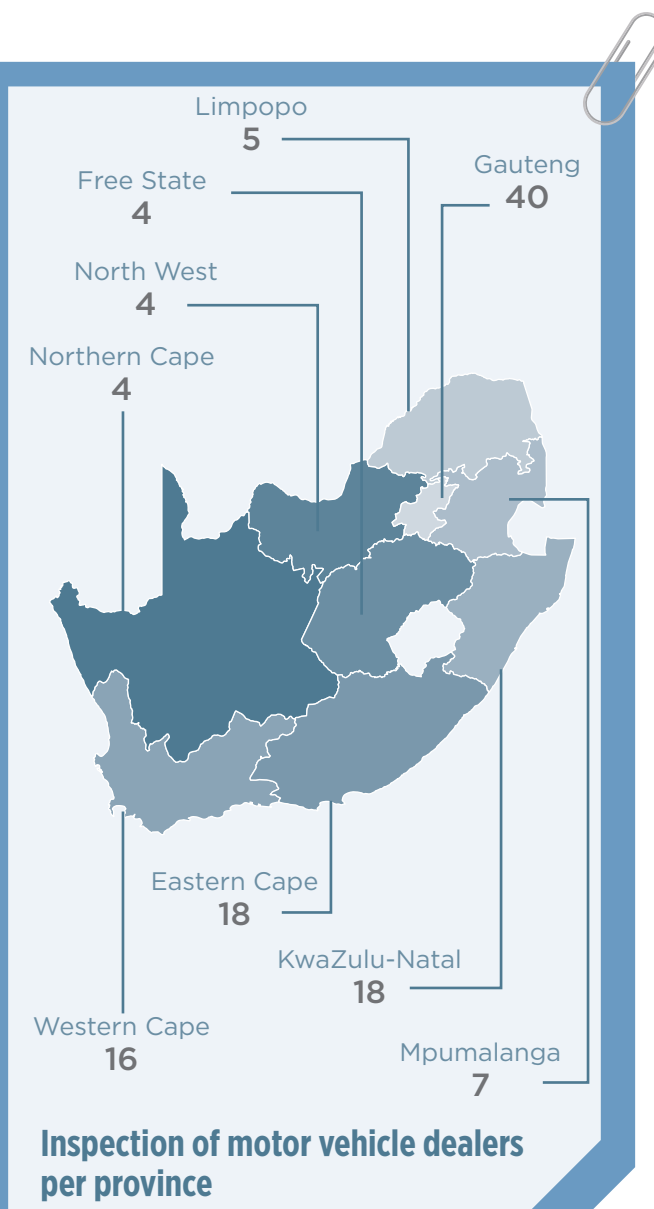 Limpopo
5
Gauteng
40
Free State
4
North West
4
Northern Cape
4
Eastern Cape
18
KwaZulu-Natal
18
Western Cape
16
Mpumalanga
7
Inspection of motor vehicle dealers
per province